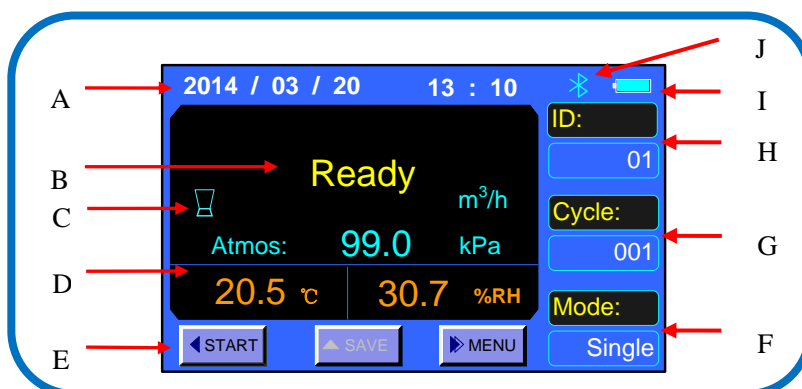 J
2014 / 03 / 20 13 : 10
A
I
ID:
01
H
B
Ready
m³/h
C
Cycle:
Atmos: 99.0 kPa
001
G
D
20.5 ℃ 30.7 %RH
Mode:
E
START SAVE MENU
Single
F